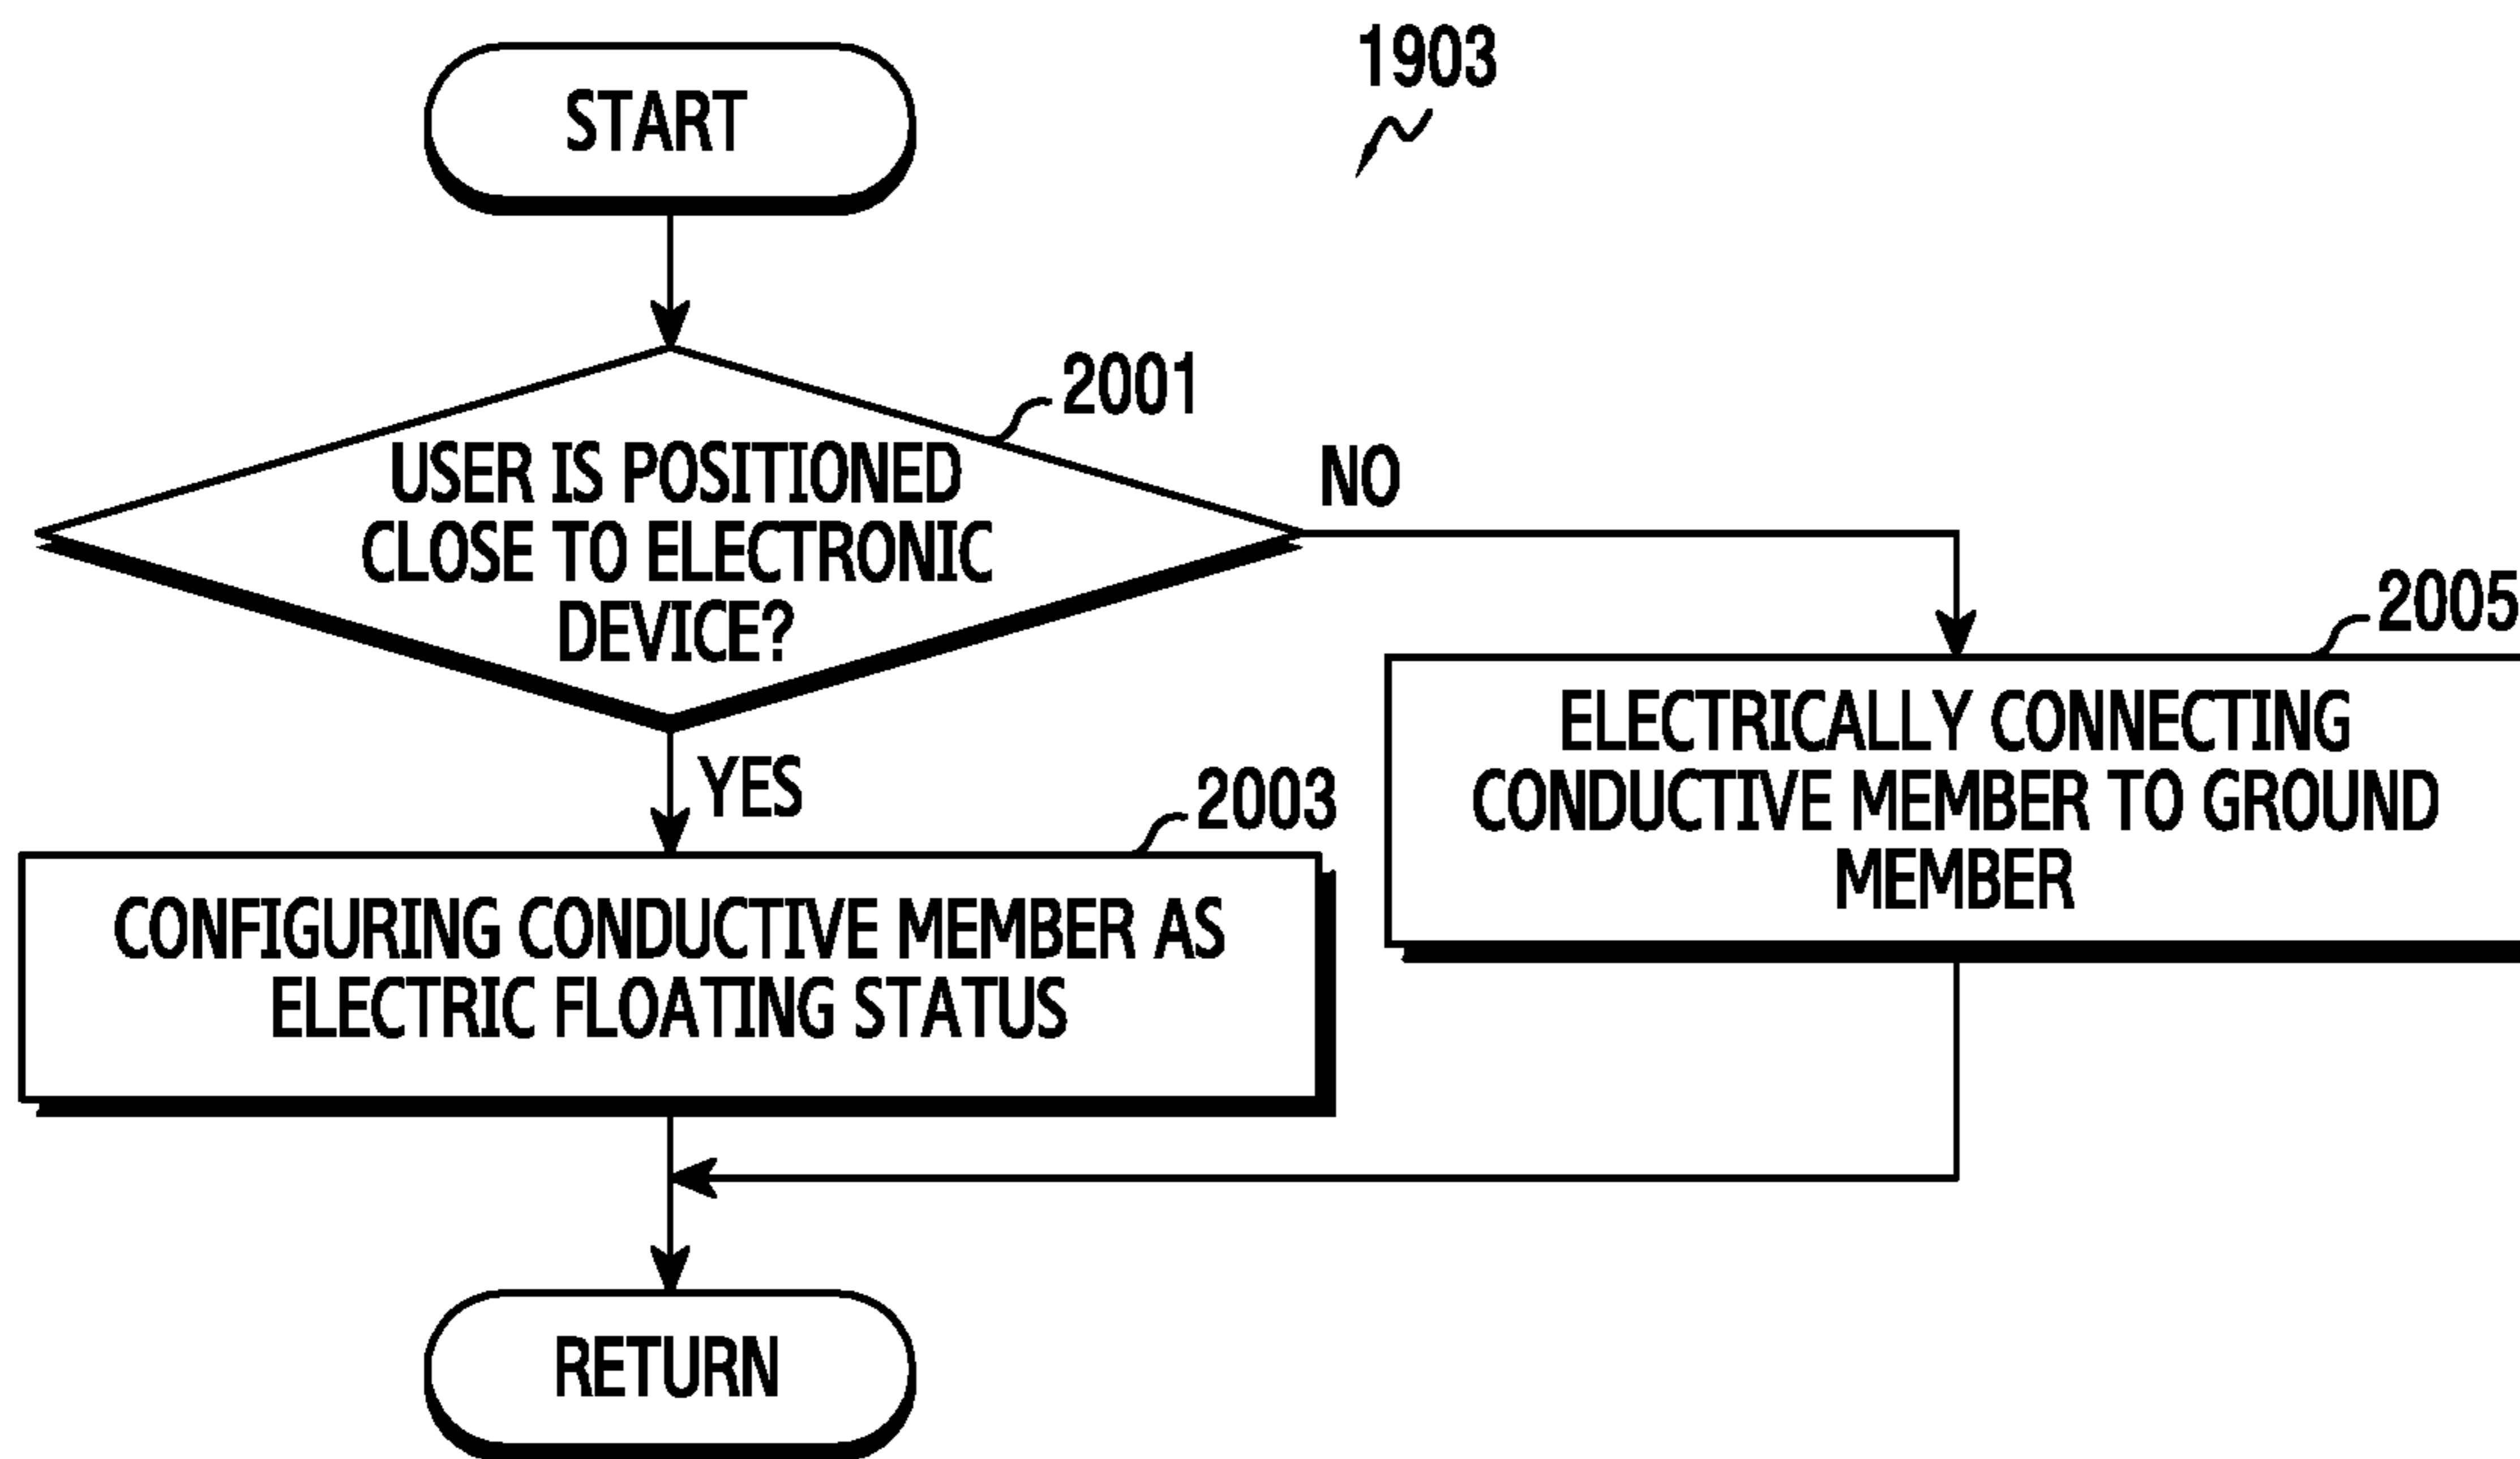 1903
START
2001
USER IS POSITIONED
CLOSE TO ELECTRONIC
DEVICE?
NO
YES
2003
CONFIGURING CONDUCTIVE MEMBER AS
ELECTRIC FLOATING STATUS
2005
ELECTRICALLY CONNECTING
CONDUCTIVE MEMBER TO GROUND
MEMBER
RETURN